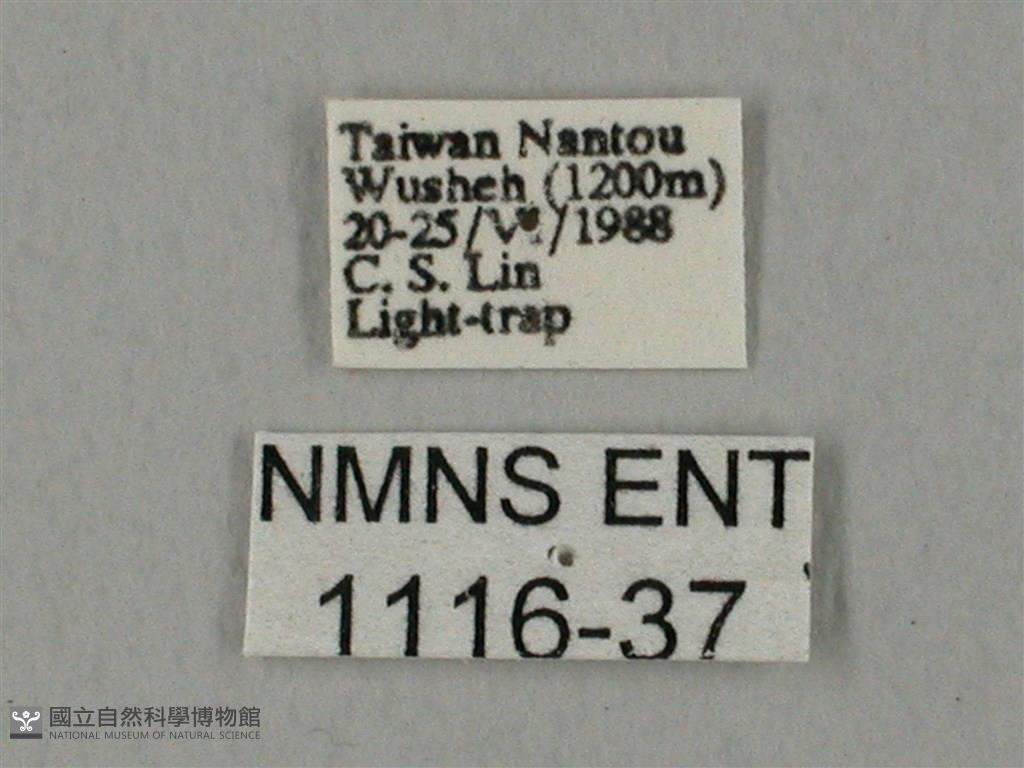 Taiwan Nantou
Wusheh (1200m)
20-25/ /1988
C. S. Lin
Light-trap
NMNS ENT
1116-37
國立自然科學博物館
NATIONAL MUSEUM OF NATURAL SCIENCE